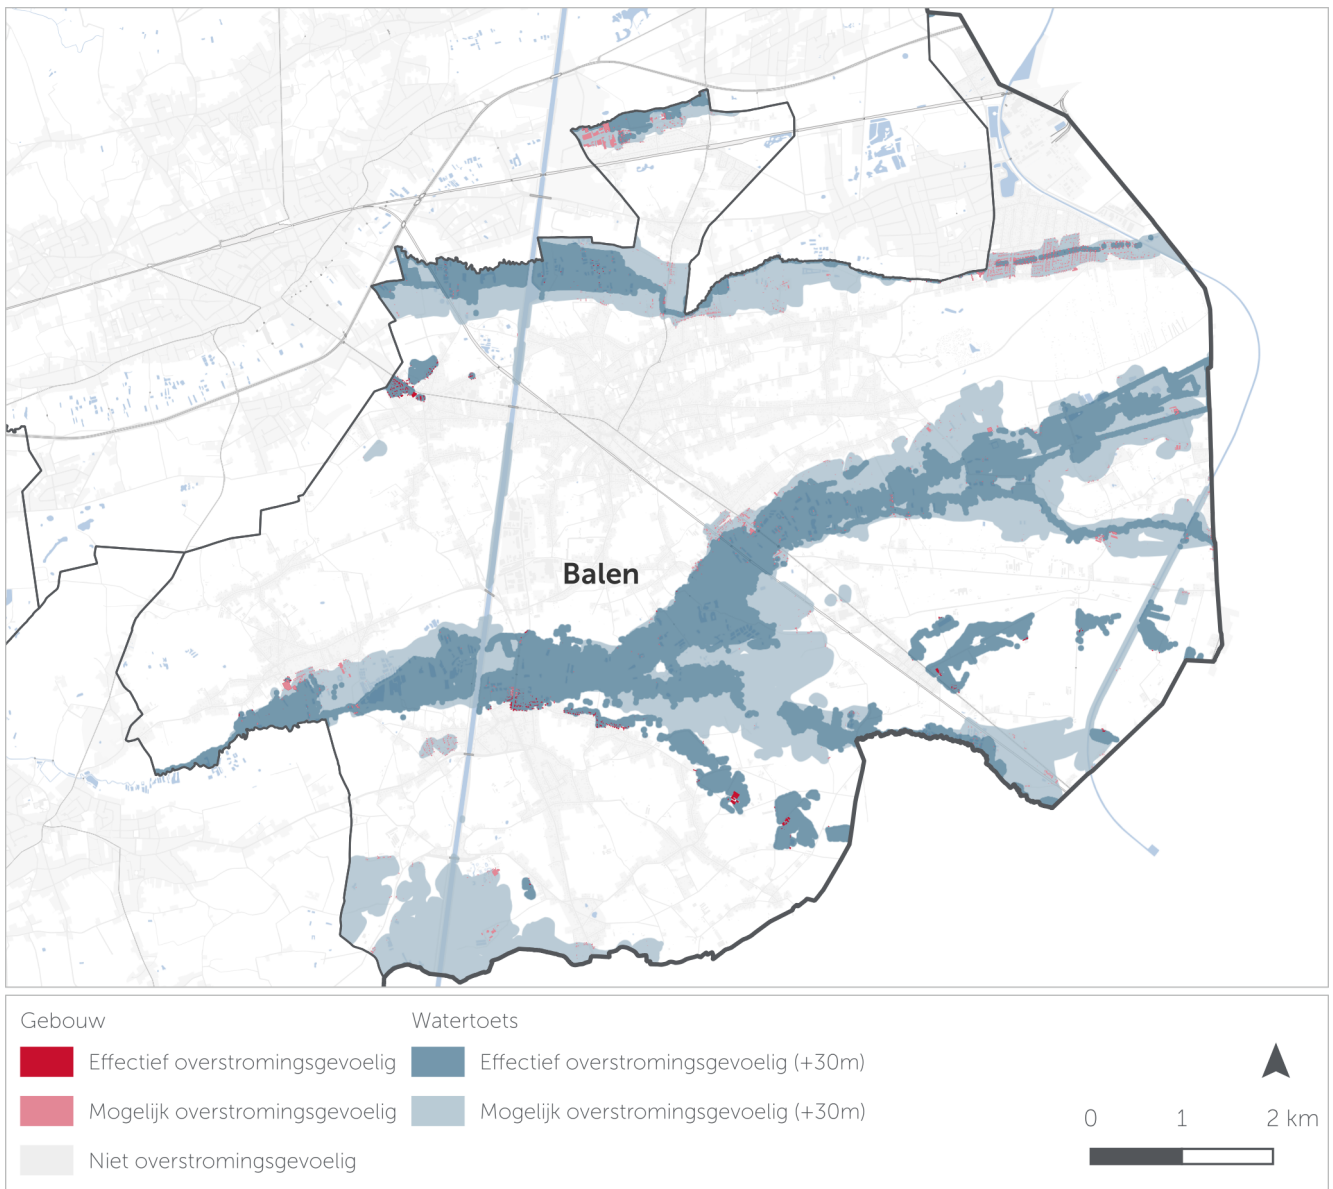 Balen
Gebouw
Watertoets
Effectief overstromingsgevoelig
Effectief overstromingsgevoelig (+30m)
Mogelijk overstromingsgevoelig
Mogelijk overstromingsgevoelig (+30m)
Niet overstromingsgevoelig
0 1 2 km